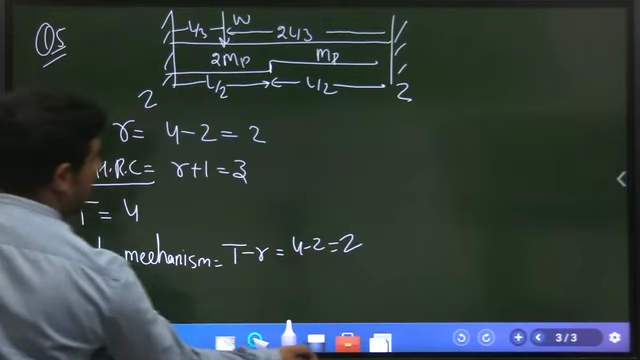 Q5
L/3 W 2L/3
2Mp Mp
L/2 L/2
2 2
r = 4-2 = 2
H.R.C = r+1 = 3
T = 4
mechanism = T-r = 4-2 = 2
3/3